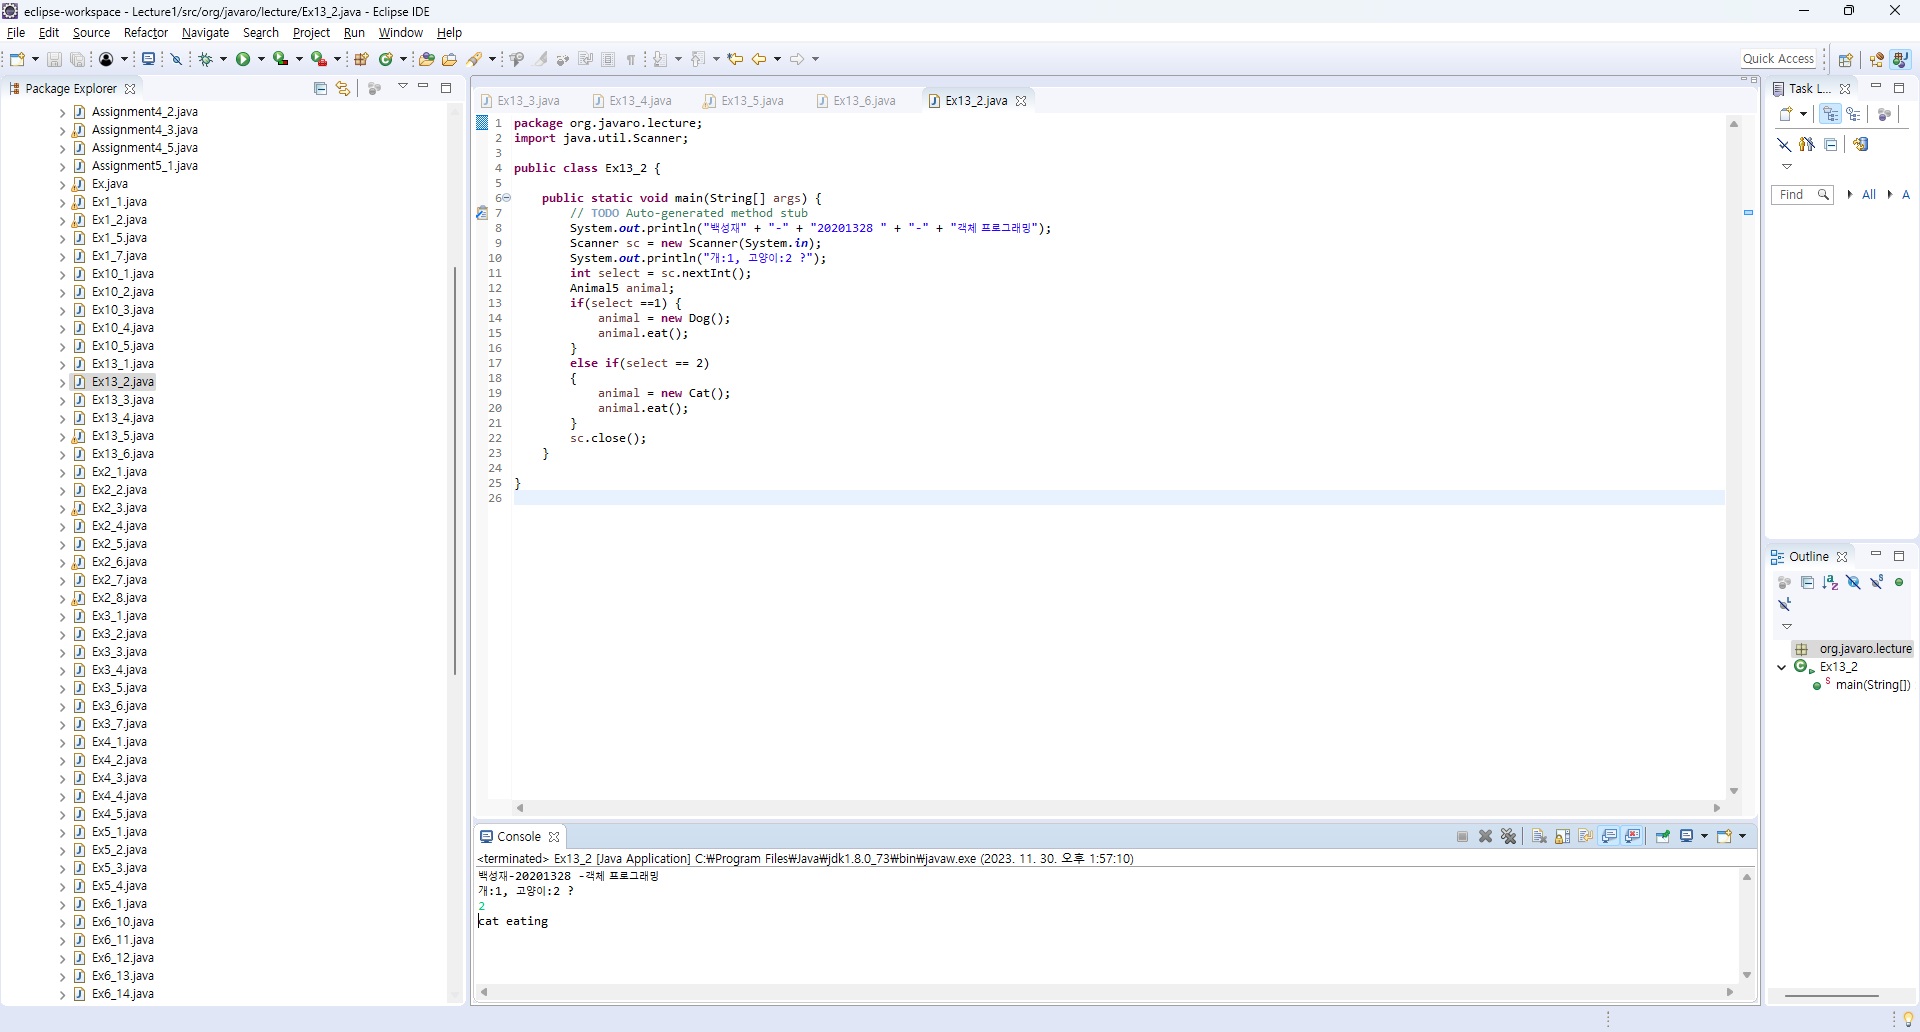 eclipse-workspace - Lecture1/src/org/javaro/lecture/Ex13_2.java - Eclipse IDE
File Edit Source Refactor Navigate Search Project Run Window Help
Quick Access
Package Explorer
Assignment4_2.java
Assignment4_3.java
Assignment4_5.java
Assignment5_1.java
Ex.java
Ex1_1.java
Ex1_2.java
Ex1_5.java
Ex1_7.java
Ex10_1.java
Ex10_2.java
Ex10_3.java
Ex10_4.java
Ex10_5.java
Ex13_1.java
Ex13_2.java
Ex13_3.java
Ex13_4.java
Ex13_5.java
Ex13_6.java
Ex2_1.java
Ex2_2.java
Ex2_3.java
Ex2_4.java
Ex2_5.java
Ex2_6.java
Ex2_7.java
Ex2_8.java
Ex3_1.java
Ex3_2.java
Ex3_3.java
Ex3_4.java
Ex3_5.java
Ex3_6.java
Ex3_7.java
Ex4_1.java
Ex4_2.java
Ex4_3.java
Ex4_4.java
Ex4_5.java
Ex5_1.java
Ex5_2.java
Ex5_3.java
Ex5_4.java
Ex6_1.java
Ex6_10.java
Ex6_11.java
Ex6_12.java
Ex6_13.java
Ex6_14.java
Ex13_3.java Ex13_4.java Ex13_5.java Ex13_6.java Ex13_2.java
1 package org.javaro.lecture;
2 import java.util.Scanner;
3
4 public class Ex13_2 {
5
6 public static void main(String[] args) {
7 // TODO Auto-generated method stub
8 System.out.println("백성재" + "-" + "20201328 " + "-" + "객체 프로그래밍");
9 Scanner sc = new Scanner(System.in);
10 System.out.println("개:1, 고양이:2 ?");
11 int select = sc.nextInt();
12 Animal5 animal;
13 if(select ==1) {
14 animal = new Dog();
15 animal.eat();
16 }
17 else if(select == 2)
18 {
19 animal = new Cat();
20 animal.eat();
21 }
22 sc.close();
23 }
24
25 }
26
Console
<terminated> Ex13_2 [Java Application] C:₩Program Files₩Java₩jdk1.8.0_73₩bin₩javaw.exe (2023. 11. 30. 오후 1:57:10)
백성재-20201328 -객체 프로그래밍
개:1, 고양이:2 ?
2
cat eating
Task L...
Find All A
Outline
org.javaro.lecture
Ex13_2
main(String[])